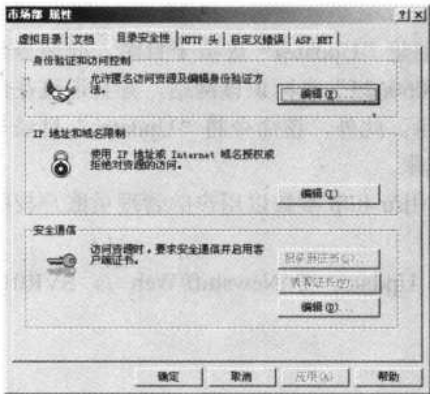 市场部 属性
虚拟目录 文档 目录安全性 HTTP 头 自定义错误 ASP.NET
身份验证和访问控制
允许匿名访问资源及编辑身份验证方
法。
编辑(E)...
IP 地址和域名限制
使用 IP 地址或 Internet 域名授权或
拒绝对资源的访问。
编辑(I)...
安全通信
访问资源时，要求安全通信并启用客
户端证书。
服务器证书(S)...
查看证书(V)...
编辑(D)...
确定 取消 应用(A) 帮助